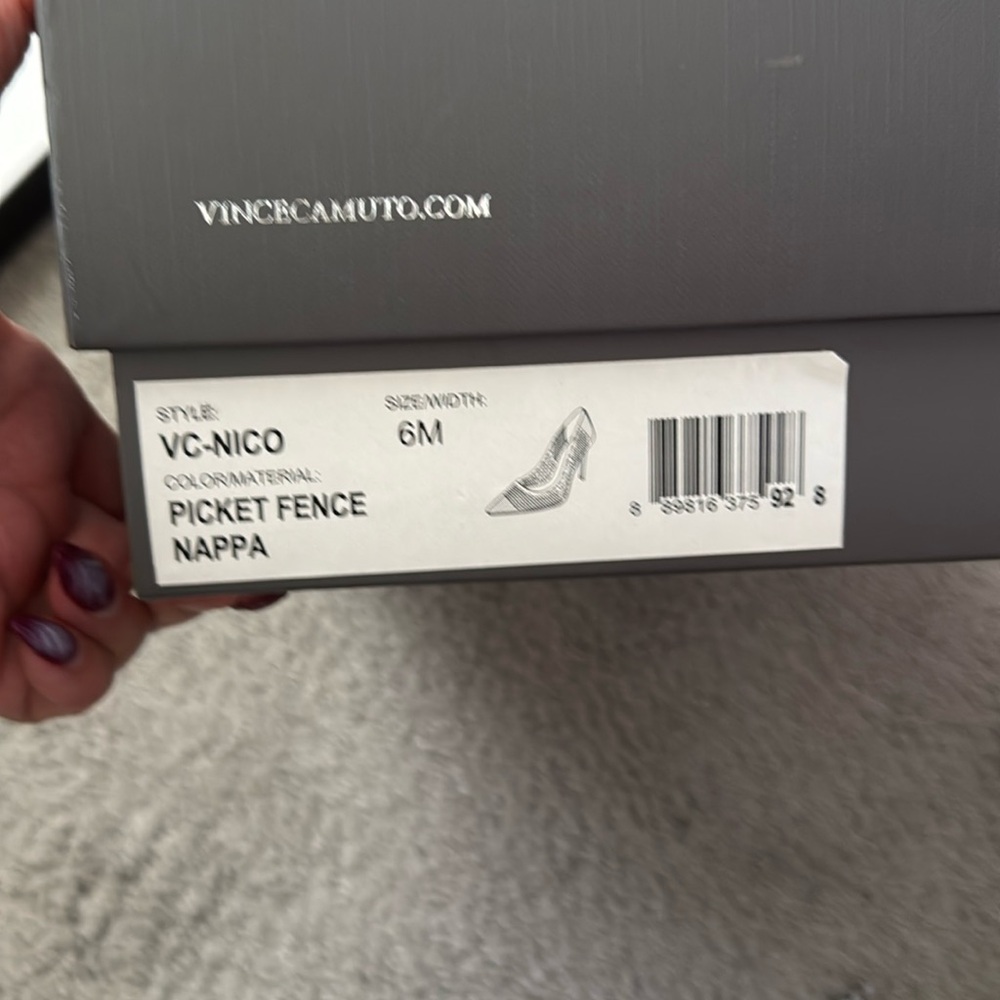 VINCECAMUTO.COM
STYLE:
VC-NICO
SIZE/WIDTH:
6M
COLOR/MATERIAL:
PICKET FENCE
NAPPA
8 89816 375 92 8